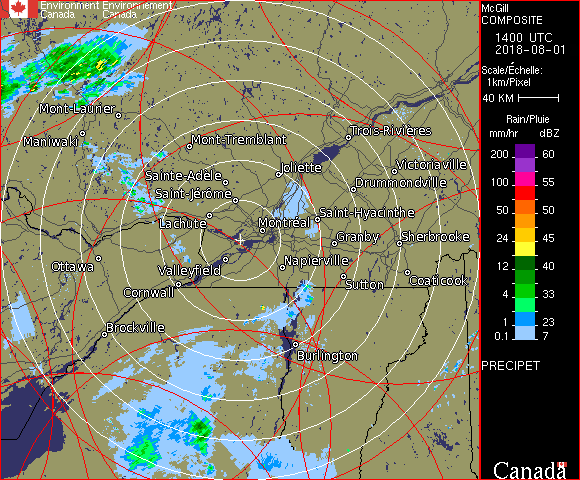 Environment Environnement
Canada Canada
McGill
COMPOSITE
1400 UTC
2018-08-01
Scale/Échelle:
1km/Pixel
40 KM
Rain/Pluie
mm/hr dBZ
200 60
150 57
100 55
50 50
24 45
12 40
4 33
1 23
0.1 7
PRECIPET
Canada
Mont-Laurier
Maniwaki
Mont-Tremblant
Trois-Rivières
Joliette
Victoriaville
Sainte-Adèle
Drummondville
Saint-Jérôme
Lachute
Saint-Hyacinthe
Montréal
Granby
Sherbrooke
Ottawa
Valleyfield
Napierville
Cornwall
Sutton
Coaticook
Brockville
Burlington